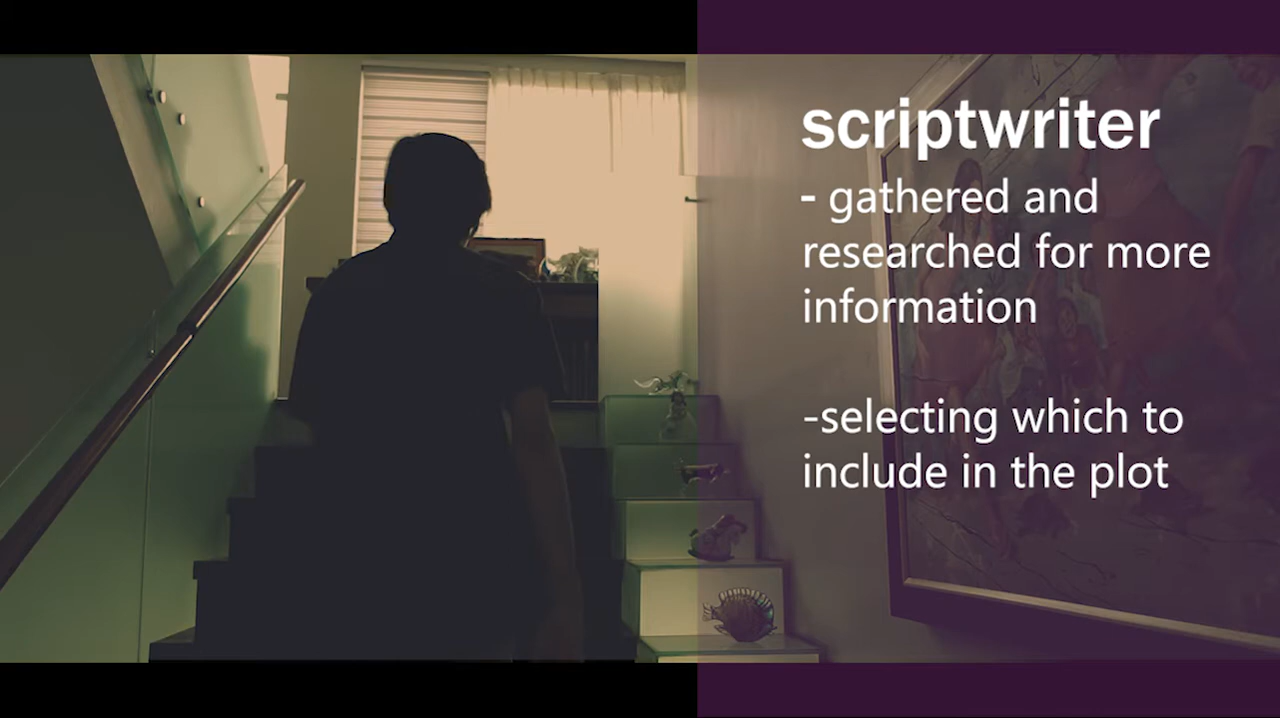 scriptwriter
- gathered and
researched for more
information
-selecting which to
include in the plot